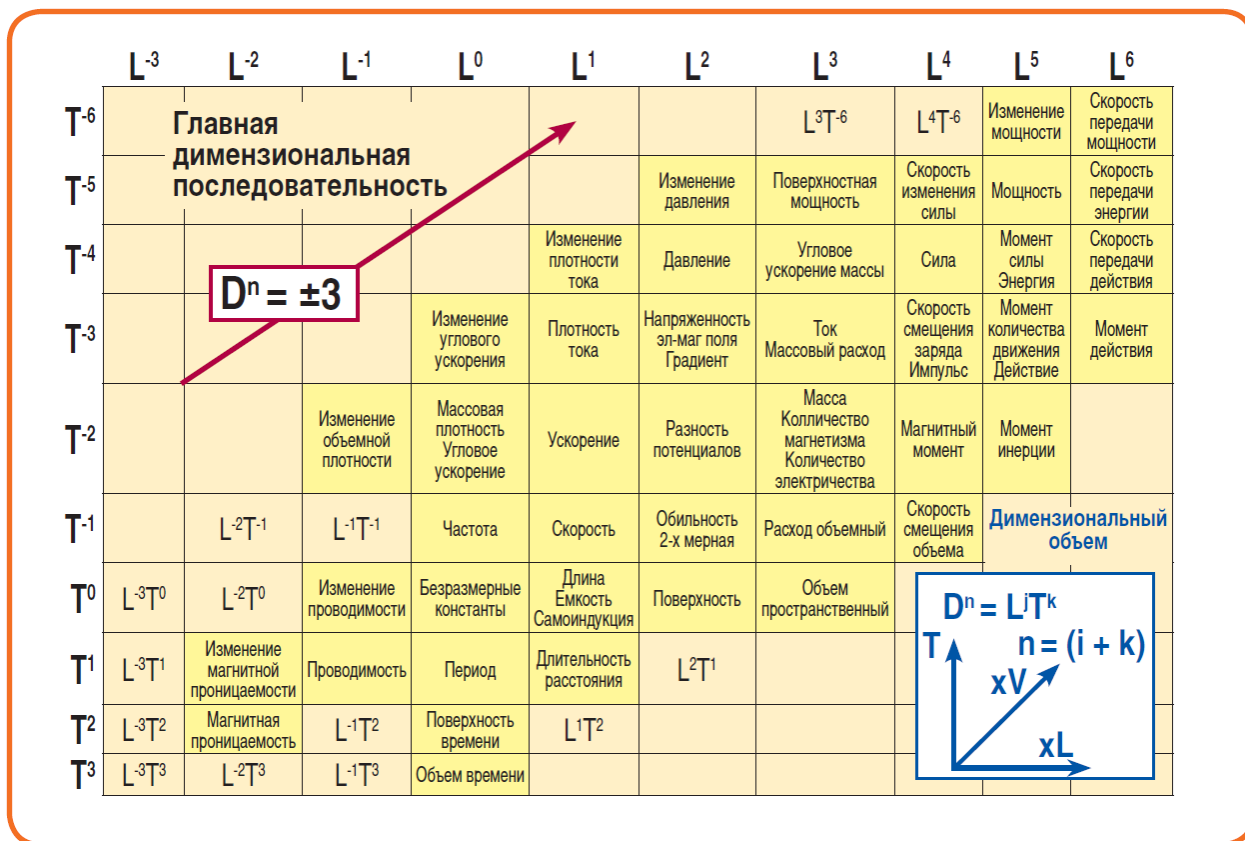 L⁻³ L⁻² L⁻¹ L⁰ L¹ L² L³ L⁴ L⁵ L⁶
T⁻⁶
Главная
димензиональная
последовательность
L³T⁻⁶
L⁴T⁻⁶
Изменение
мощности
Скорость
передачи
мощности
T⁻⁵
Изменение
давления
Поверхностная
мощность
Скорость
изменения
силы
Мощность
Скорость
передачи
энергии
T⁻⁴
Dⁿ = ±3
Изменение
плотности
тока
Давление
Угловое
ускорение массы
Сила
Момент
силы
Энергия
Скорость
передачи
действия
T⁻³
Изменение
углового
ускорения
Плотность
тока
Напряженность
эл-маг поля
Градиент
Ток
Массовый расход
Скорость
смещения
заряда
Импульс
Момент
количества
движения
Действие
Момент
действия
T⁻²
Изменение
объемной
плотности
Массовая
плотность
Угловое
ускорение
Ускорение
Разность
потенциалов
Масса
Колличество
магнетизма
Количество
электричества
Магнитный
момент
Момент
инерции
T⁻¹
L⁻²T⁻¹
L⁻¹T⁻¹
Частота
Скорость
Обильность
2-х мерная
Расход объемный
Скорость
смещения
объема
Димензиональный
объем
T⁰
L⁻³T⁰
L⁻²T⁰
Изменение
проводимости
Безразмерные
константы
Длина
Емкость
Самоиндукция
Поверхность
Объем
пространственный
T¹
L⁻³T¹
Изменение
магнитной
проницаемости
Проводимость
Период
Длительность
расстояния
L²T¹
T²
L⁻³T²
Магнитная
проницаемость
L⁻¹T²
Поверхность
времени
L¹T²
T³
L⁻³T³
L⁻²T³
L⁻¹T³
Объем времени
Dⁿ = LʲTᵏ
T
n = (i + k)
xV
xL